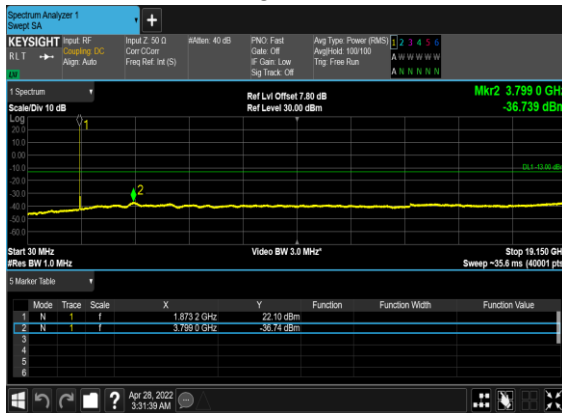 Spectrum Analyzer 1
Swept SA
KEYSIGHT Input: RF Input Z: 50 Ω #Atten: 40 dB PNO: Fast Avg Type: Power (RMS) 1 2 3 4 5 6
RLT Coupling: DC Corr CCorr Gate: Off Avg|Hold: 100/100 A W W W W W
Align: Auto Freq Ref: Int (S) IF Gain: Low Trig: Free Run
Sig Track: Off A N N N N N
1 Spectrum Ref Lvl Offset 7.80 dB Mkr2 3.799 0 GHz
Scale/Div 10 dB Ref Level 30.00 dBm -36.739 dBm
Log
20.0
10.0
0.00
-10.0
-20.0
-30.0
-40.0
-50.0
-60.0
1
2
DL1 -13.00 dB
Start 30 MHz Video BW 3.0 MHz* Stop 19.150 GH
#Res BW 1.0 MHz Sweep ~35.6 ms (40001 pts
5 Marker Table
Mode Trace Scale X Y Function Function Width Function Value
1 N 1 f 1.873 2 GHz 22.10 dBm
2 N 1 f 3.799 0 GHz -36.74 dBm
3
4
5
6
? Apr 28, 2022
3:31:39 AM